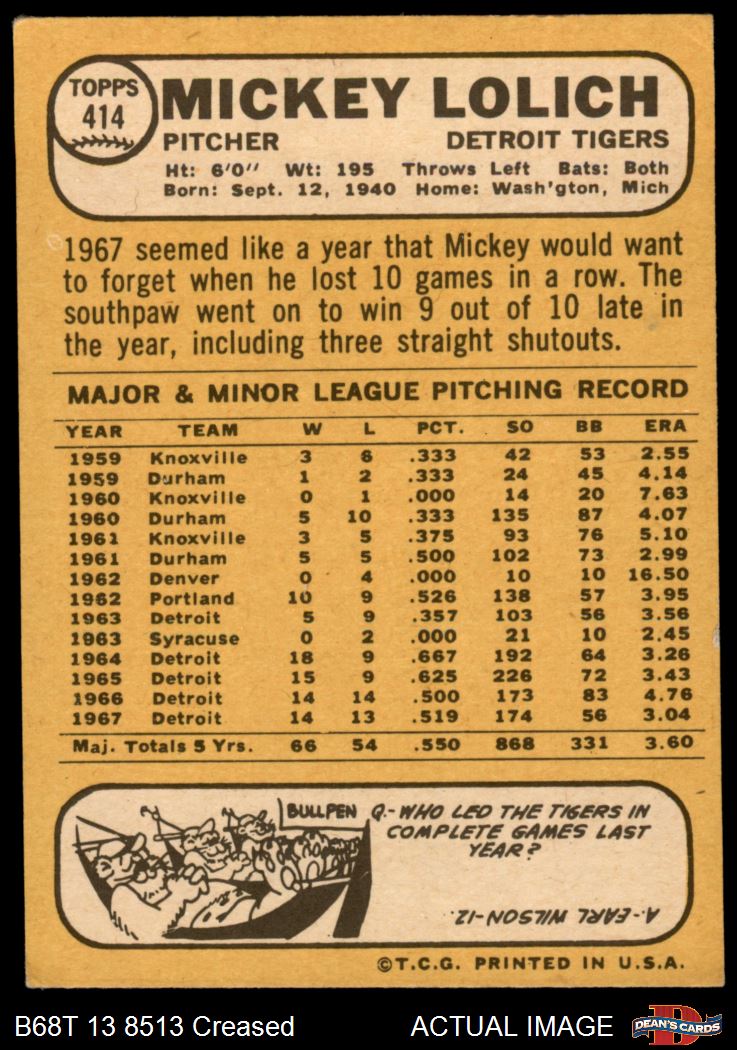 TOPPS
414
MICKEY LOLICH
PITCHER DETROIT TIGERS
Ht: 6'0'' Wt: 195 Throws Left Bats: Both
Born: Sept. 12, 1940 Home: Wash'gton, Mich
1967 seemed like a year that Mickey would want
to forget when he lost 10 games in a row. The
southpaw went on to win 9 out of 10 late in
the year, including three straight shutouts.
MAJOR & MINOR LEAGUE PITCHING RECORD
YEAR TEAM W L PCT. SO BB ERA
1959 Knoxville 3 6 .333 42 53 2.55
1959 Durham 1 2 .333 24 45 4.14
1960 Knoxville 0 1 .000 14 20 7.63
1960 Durham 5 10 .333 135 87 4.07
1961 Knoxville 3 5 .375 93 76 5.10
1961 Durham 5 5 .500 102 73 2.99
1962 Denver 0 4 .000 10 10 16.50
1962 Portland 10 9 .526 138 57 3.95
1963 Detroit 5 9 .357 103 56 3.56
1963 Syracuse 0 2 .000 21 10 2.45
1964 Detroit 18 9 .667 192 64 3.26
1965 Detroit 15 9 .625 226 72 3.43
1966 Detroit 14 14 .500 173 83 4.76
1967 Detroit 14 13 .519 174 56 3.04
Maj. Totals 5 Yrs. 66 54 .550 868 331 3.60
BULLPEN
Q.-WHO LED THE TIGERS IN
COMPLETE GAMES LAST
YEAR?
A-EARL WILSON-12.
©T.C.G. PRINTED IN U.S.A.
B68T 13 8513 Creased ACTUAL IMAGE
D
DEAN'S CARDS